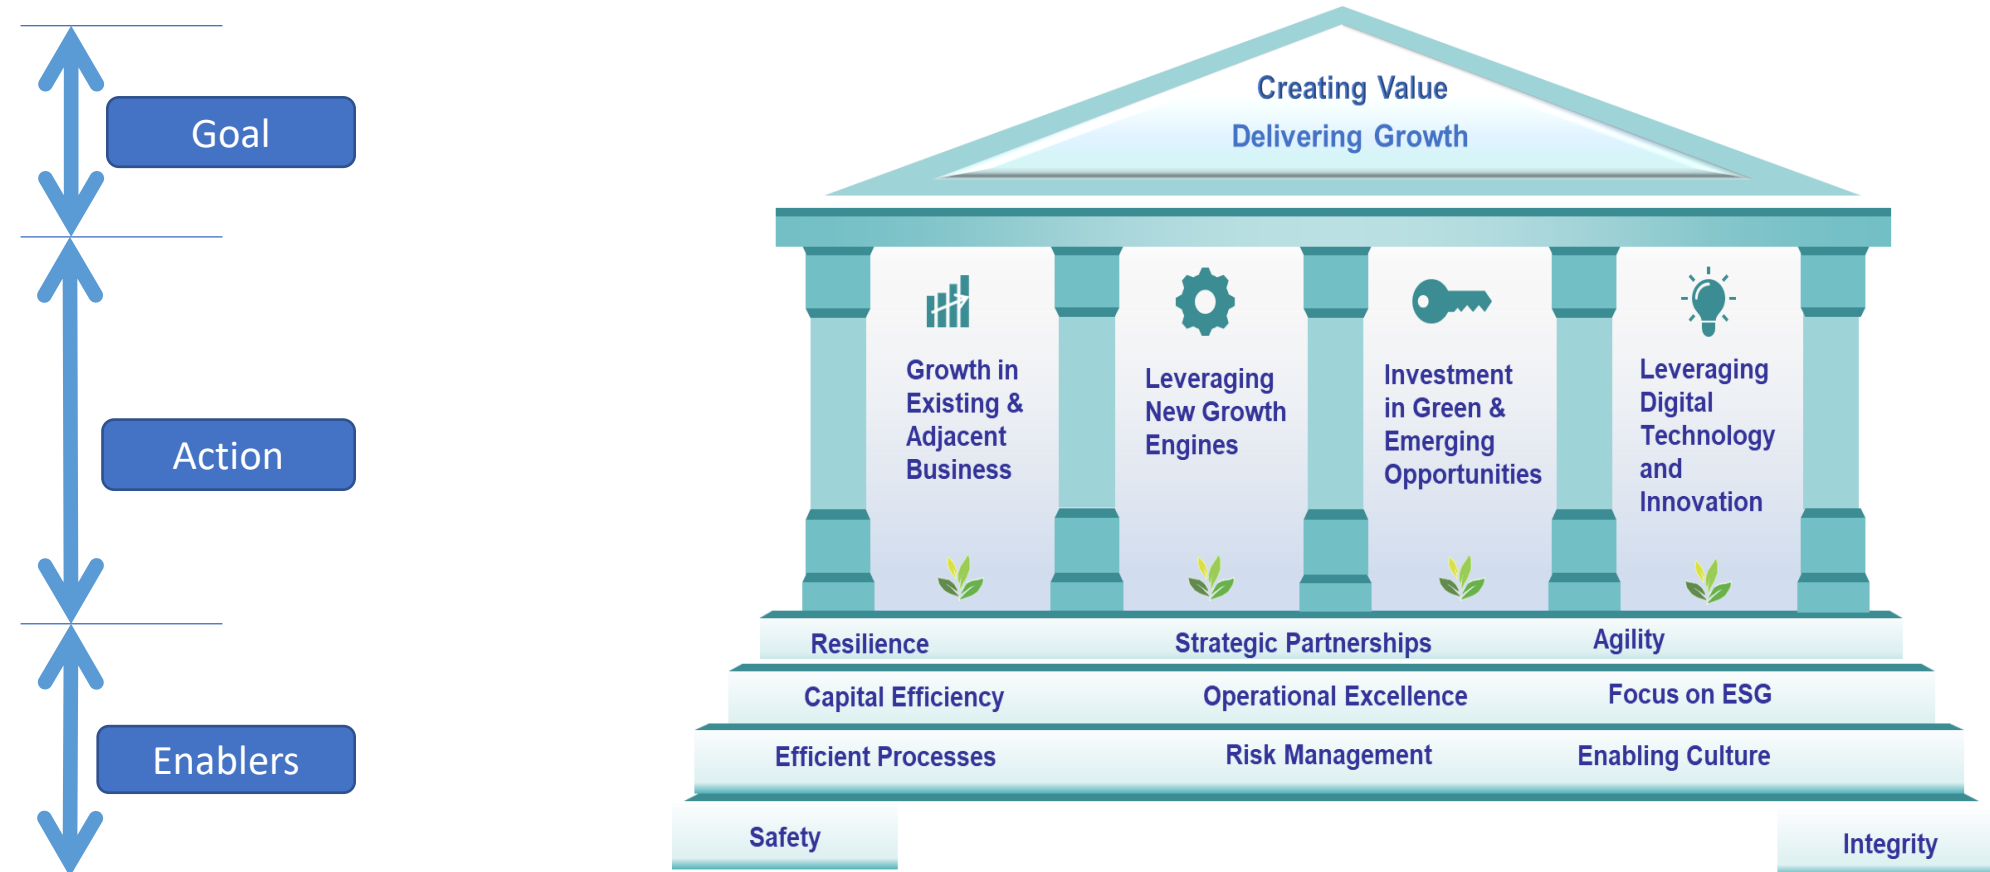 Goal
Creating Value
Delivering Growth
Action
Growth in
Existing &
Adjacent
Business
Leveraging
New Growth
Engines
Investment
in Green &
Emerging
Opportunities
Leveraging
Digital
Technology
and
Innovation
Enablers
Resilience Strategic Partnerships Agility
Capital Efficiency Operational Excellence Focus on ESG
Efficient Processes Risk Management Enabling Culture
Safety Integrity